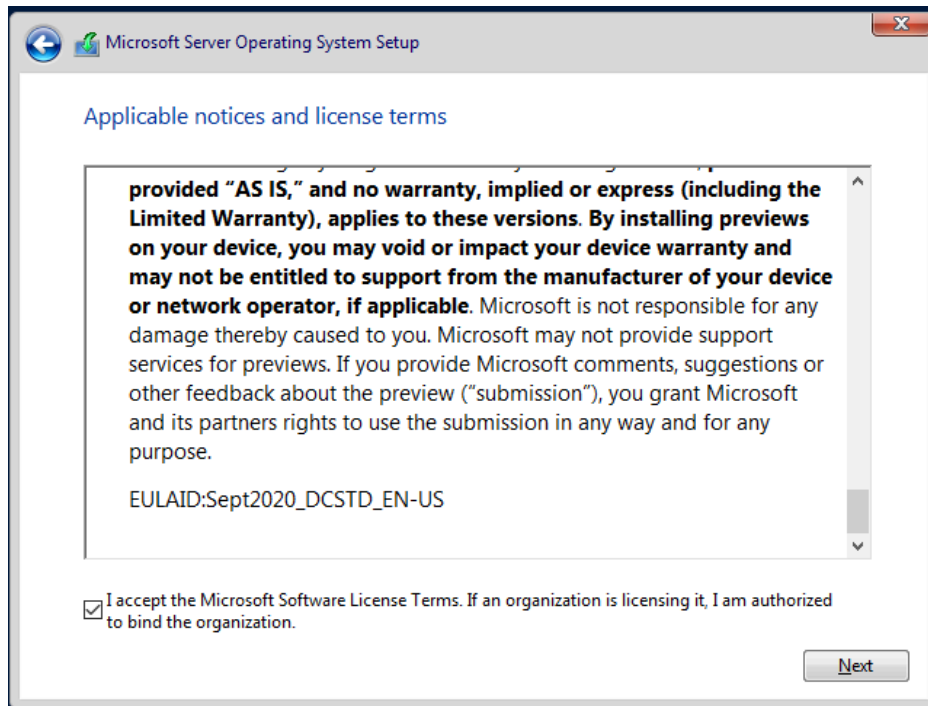 Microsoft Server Operating System Setup
Applicable notices and license terms
provided “AS IS,” and no warranty, implied or express (including the
Limited Warranty), applies to these versions. By installing previews
on your device, you may void or impact your device warranty and
may not be entitled to support from the manufacturer of your device
or network operator, if applicable. Microsoft is not responsible for any
damage thereby caused to you. Microsoft may not provide support
services for previews. If you provide Microsoft comments, suggestions or
other feedback about the preview (“submission”), you grant Microsoft
and its partners rights to use the submission in any way and for any
purpose.
EULAID:Sept2020_DCSTD_EN-US
I accept the Microsoft Software License Terms. If an organization is licensing it, I am authorized
to bind the organization.
Next